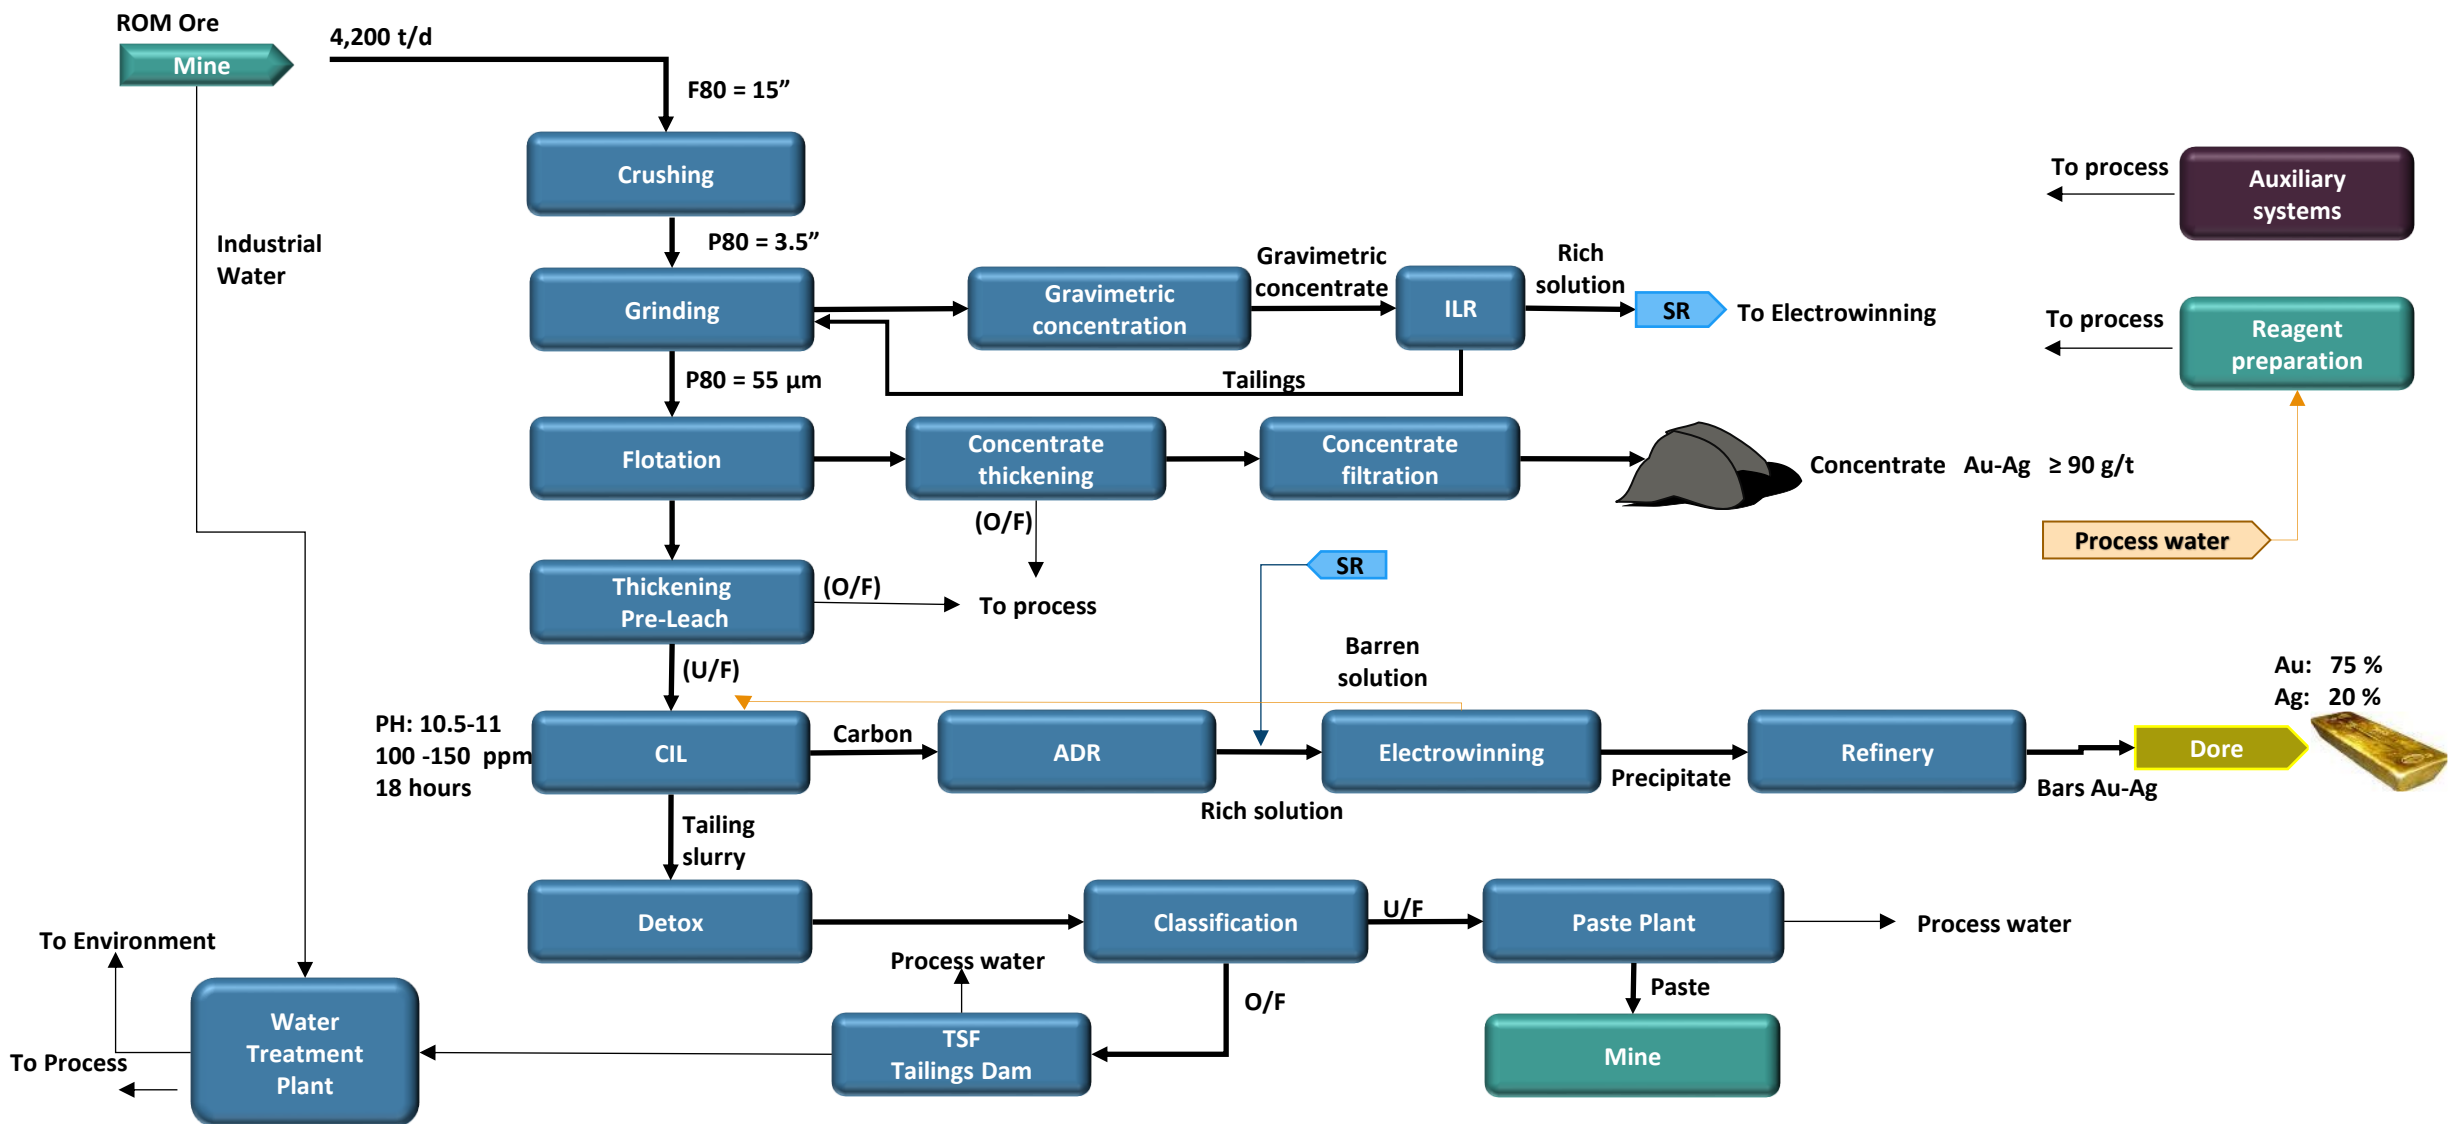 ROM Ore
Mine
4,200 t/d
F80 = 15”
Crushing
To process
Auxiliary
systems
P80 = 3.5”
Industrial
Water
Grinding
Gravimetric
concentration
Gravimetric
concentrate
ILR
Rich
solution
SR
To Electrowinning
To process
Reagent
preparation
P80 = 55 µm
Tailings
Flotation
Concentrate
thickening
Concentrate
filtration
Concentrate Au-Ag ≥ 90 g/t
(O/F)
Process water
SR
Thickening
Pre-Leach
(O/F)
To process
(U/F)
Barren
solution
Au: 75 %
Ag: 20 %
PH: 10.5-11
100 -150 ppm
18 hours
CIL
Carbon
ADR
Rich solution
Electrowinning
Precipitate
Refinery
Bars Au-Ag
Dore
Tailing
slurry
Detox
Classification
U/F
Paste Plant
Process water
To Environment
Process water
O/F
Paste
Water
Treatment
Plant
To Process
TSF
Tailings Dam
Mine